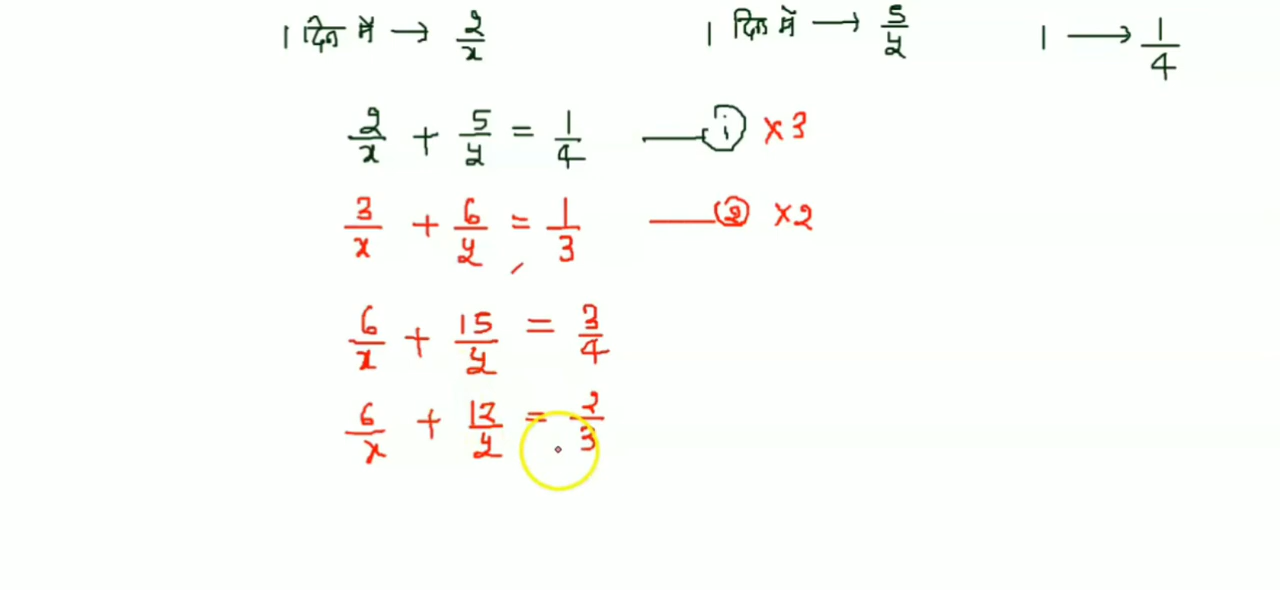 1 दिन में → 2/x 1 दिन में → 5/y 1 → 1/4
2/x + 5/y = 1/4 — ① ×3
3/x + 6/y = 1/3 — ② ×2
6/x + 15/y = 3/4
6/x + 12/y = 2/3